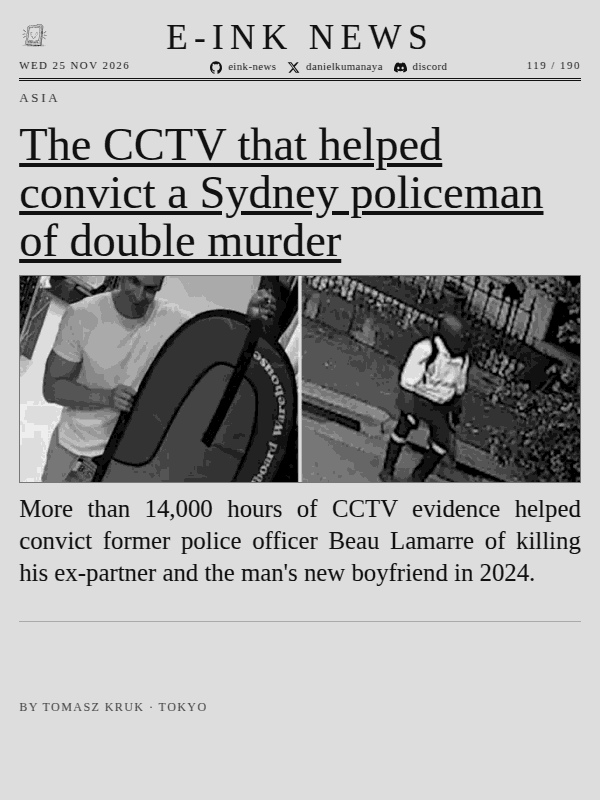 E-INK NEWS
WED 25 NOV 2026
eink-news danielkumanaya discord
119 / 190
ASIA
The CCTV that helped
convict a Sydney policeman
of double murder
board Warehouse
More than 14,000 hours of CCTV evidence helped
convict former police officer Beau Lamarre of killing
his ex-partner and the man's new boyfriend in 2024.
BY TOMASZ KRUK · TOKYO